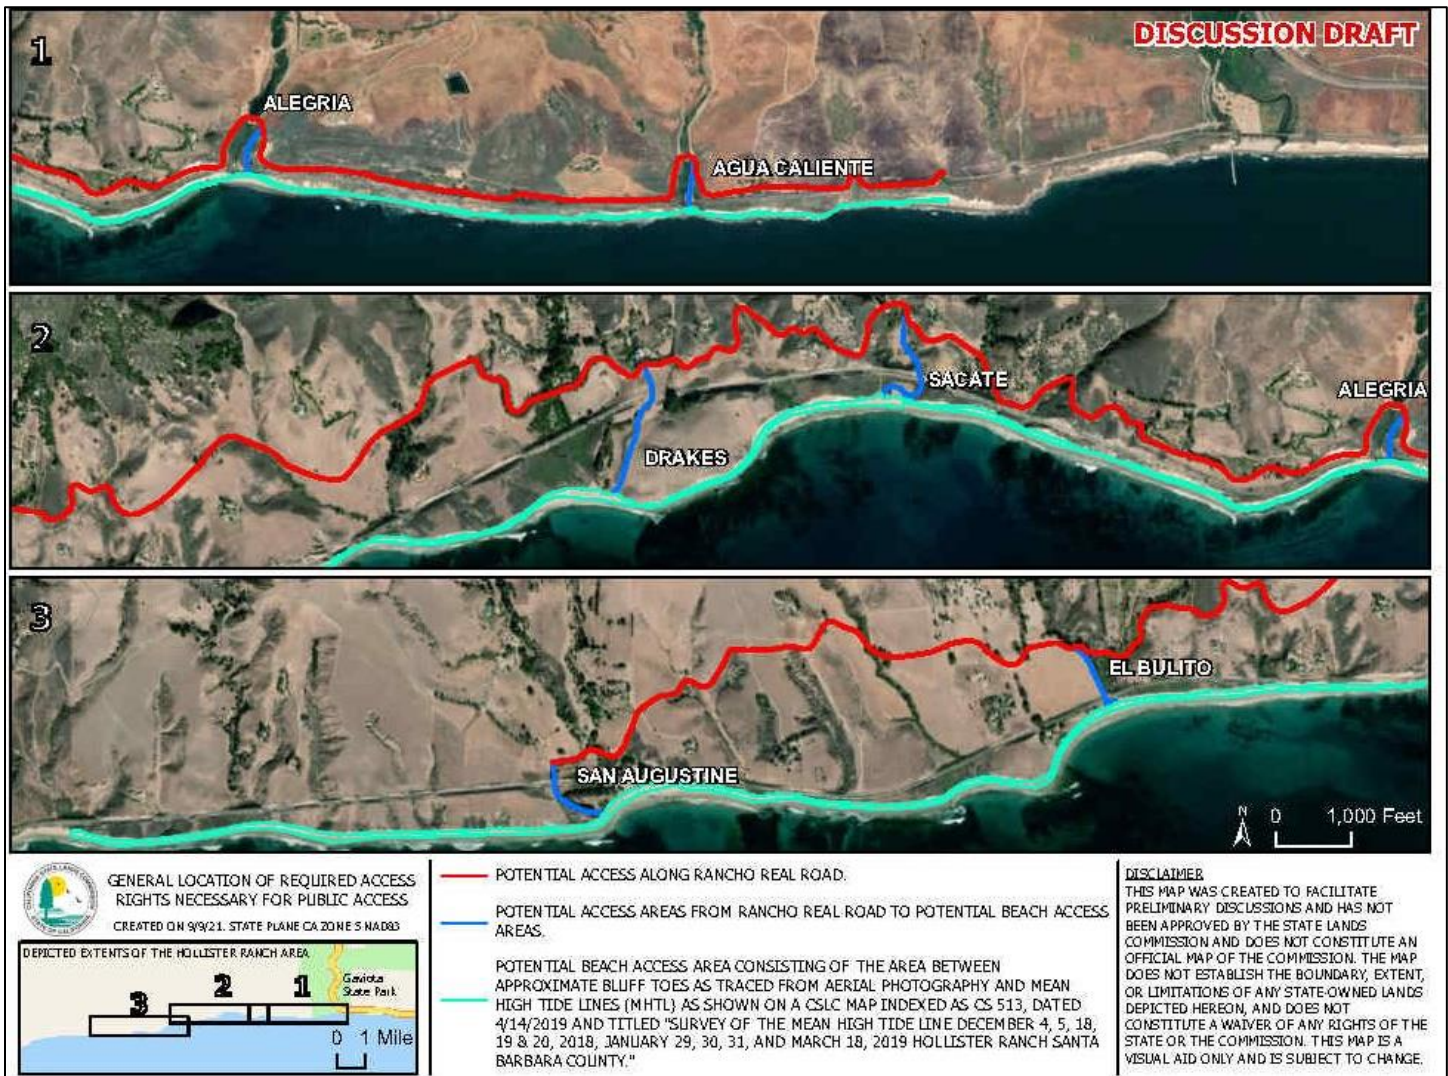 1
DISCUSSION DRAFT
ALEGRIA
AGUA CALIENTE
2
SACATE
ALEGRIA
DRAKES
3
EL BULITO
SAN AUGUSTINE
N
0 1,000 Feet
GENERAL LOCATION OF REQUIRED ACCESS
RIGHTS NECESSARY FOR PUBLIC ACCESS
CREATED ON 9/9/21. STATE PLANE CA ZONE 5 NAD83
DEPICTED EXTENTS OF THE HOLLISTER RANCH AREA
1
2
3
Gaviota
State Park
0 1 Mile
POTENTIAL ACCESS ALONG RANCHO REAL ROAD.
POTENTIAL ACCESS AREAS FROM RANCHO REAL ROAD TO POTENTIAL BEACH ACCESS
AREAS.
POTENTIAL BEACH ACCESS AREA CONSISTING OF THE AREA BETWEEN
APPROXIMATE BLUFF TOES AS TRACED FROM AERIAL PHOTOGRAPHY AND MEAN
HIGH TIDE LINES (MHTL) AS SHOWN ON A CSLC MAP INDEXED AS CS 513, DATED
4/14/2019 AND TITLED "SURVEY OF THE MEAN HIGH TIDE LINE DECEMBER 4, 5, 18,
19 & 20, 2018, JANUARY 29, 30, 31, AND MARCH 18, 2019 HOLLISTER RANCH SANTA
BARBARA COUNTY."
DISCLAIMER
THIS MAP WAS CREATED TO FACILITATE
PRELIMINARY DISCUSSIONS AND HAS NOT
BEEN APPROVED BY THE STATE LANDS
COMMISSION AND DOES NOT CONSTITUTE AN
OFFICIAL MAP OF THE COMMISSION. THE MAP
DOES NOT ESTABLISH THE BOUNDARY, EXTENT,
OR LIMITATIONS OF ANY STATE-OWNED LANDS
DEPICTED HEREON, AND DOES NOT
CONSTITUTE A WAIVER OF ANY RIGHTS OF THE
STATE OR THE COMMISSION. THIS MAP IS A
VISUAL AID ONLY AND IS SUBJECT TO CHANGE.